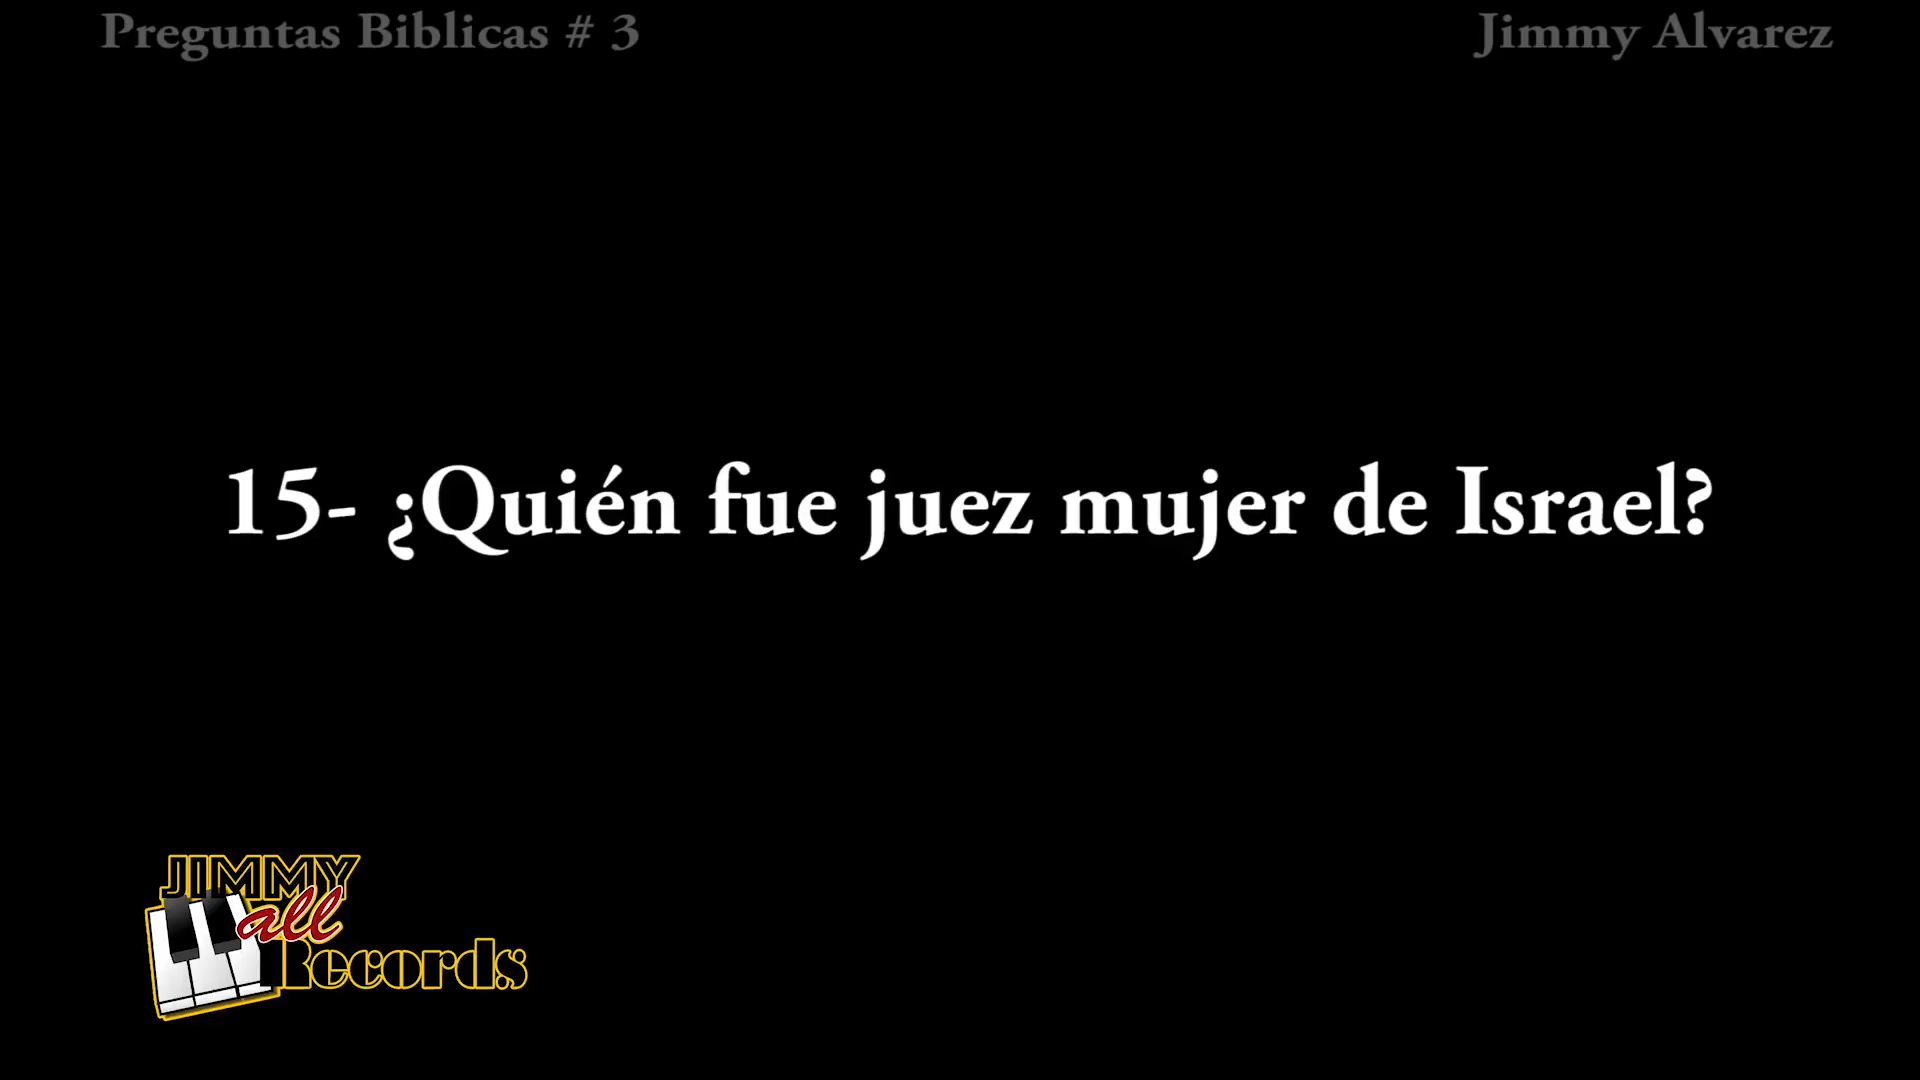 Preguntas Biblicas # 3
Jimmy Alvarez
15- ¿Quién fue juez mujer de Israel?
JIMMY
all
Records